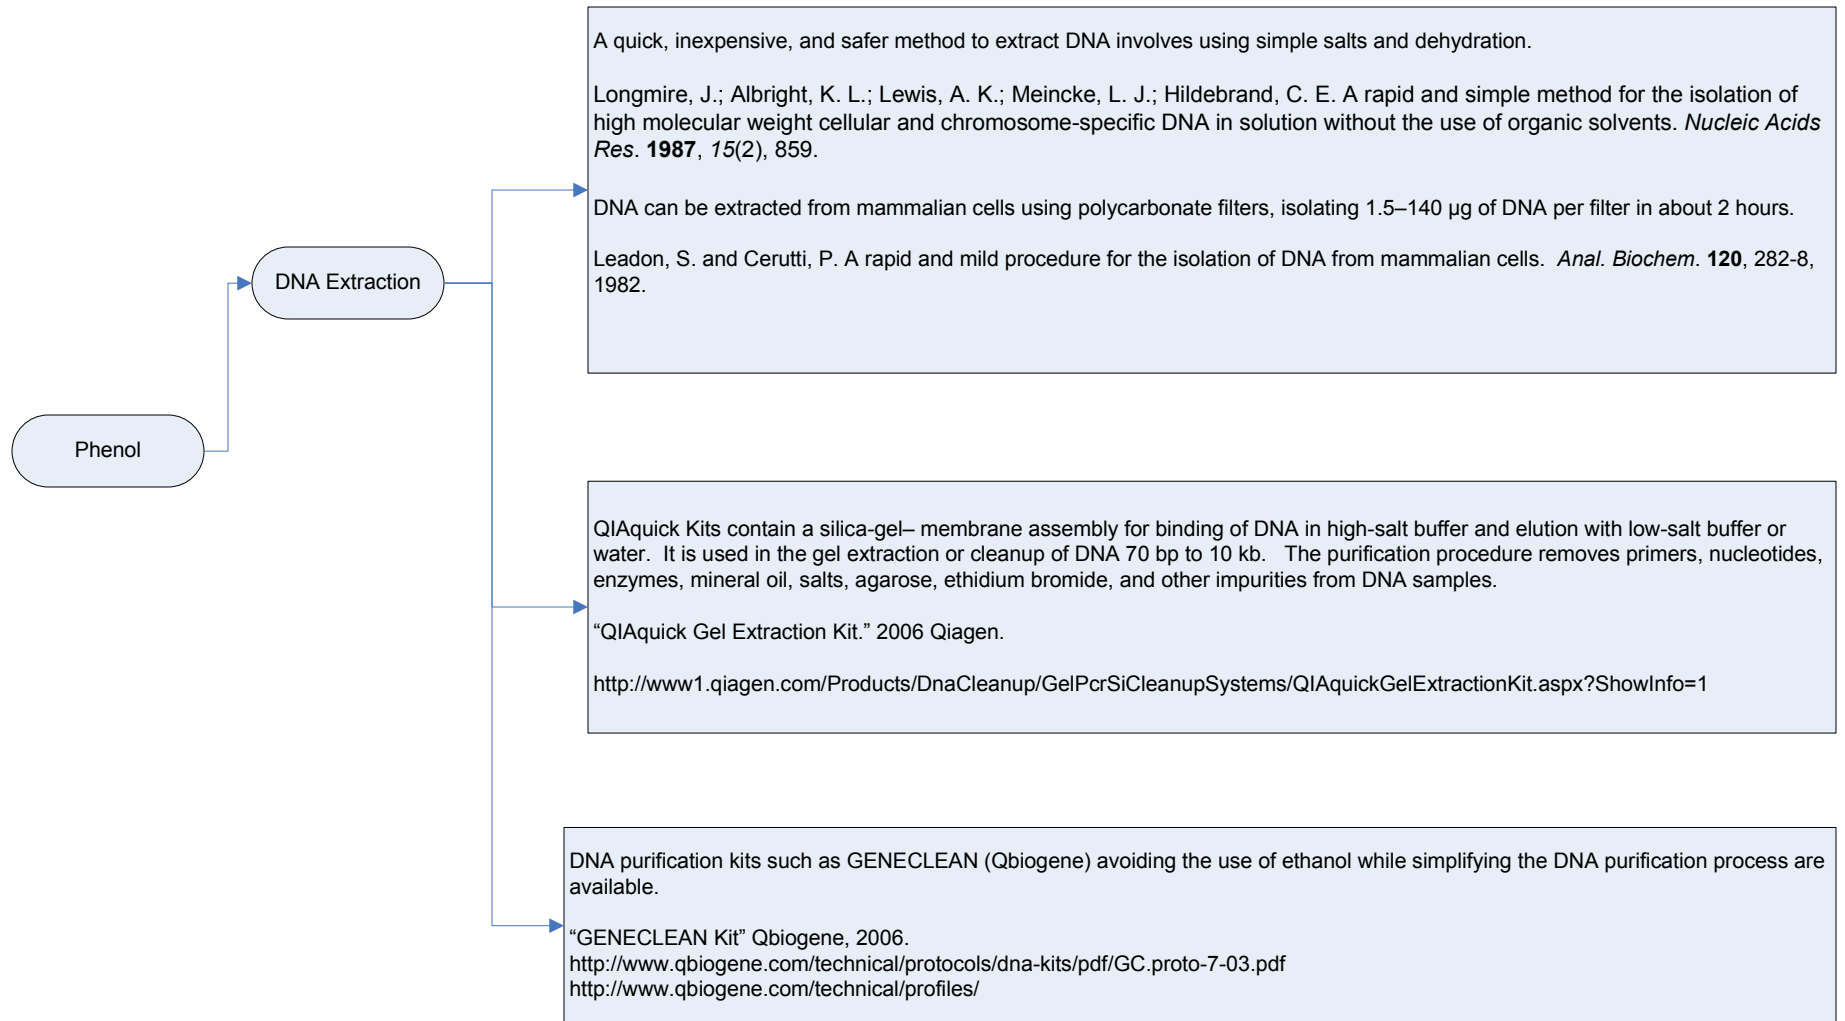 A quick, inexpensive, and safer method to extract DNA involves using simple salts and dehydration.
Longmire, J.; Albright, K. L.; Lewis, A. K.; Meincke, L. J.; Hildebrand, C. E. A rapid and simple method for the isolation of
high molecular weight cellular and chromosome-specific DNA in solution without the use of organic solvents. Nucleic Acids
Res. 1987, 15(2), 859.
DNA can be extracted from mammalian cells using polycarbonate filters, isolating 1.5–140 µg of DNA per filter in about 2 hours.
Leadon, S. and Cerutti, P. A rapid and mild procedure for the isolation of DNA from mammalian cells.  Anal. Biochem. 120, 282-8,
1982.
DNA Extraction
Phenol
QIAquick Kits contain a silica-gel– membrane assembly for binding of DNA in high-salt buffer and elution with low-salt buffer or
water.  It is used in the gel extraction or cleanup of DNA 70 bp to 10 kb.   The purification procedure removes primers, nucleotides,
enzymes, mineral oil, salts, agarose, ethidium bromide, and other impurities from DNA samples.
“QIAquick Gel Extraction Kit.” 2006 Qiagen.
http://www1.qiagen.com/Products/DnaCleanup/GelPcrSiCleanupSystems/QIAquickGelExtractionKit.aspx?ShowInfo=1
DNA purification kits such as GENECLEAN (Qbiogene) avoiding the use of ethanol while simplifying the DNA purification process are
available.
“GENECLEAN Kit” Qbiogene, 2006.
http://www.qbiogene.com/technical/protocols/dna-kits/pdf/GC.proto-7-03.pdf
http://www.qbiogene.com/technical/profiles/